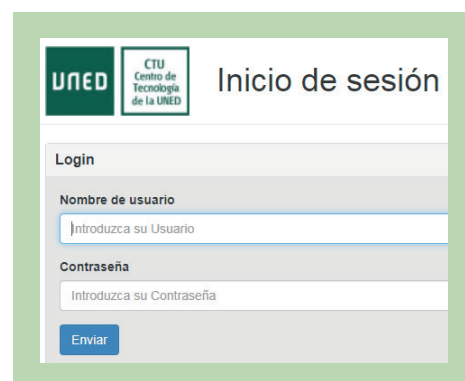 UNED
CTU
Centro de
Tecnología
de la UNED
Inicio de sesión
Login
Nombre de usuario
Introduzca su Usuario
Contraseña
Introduzca su Contraseña
Enviar